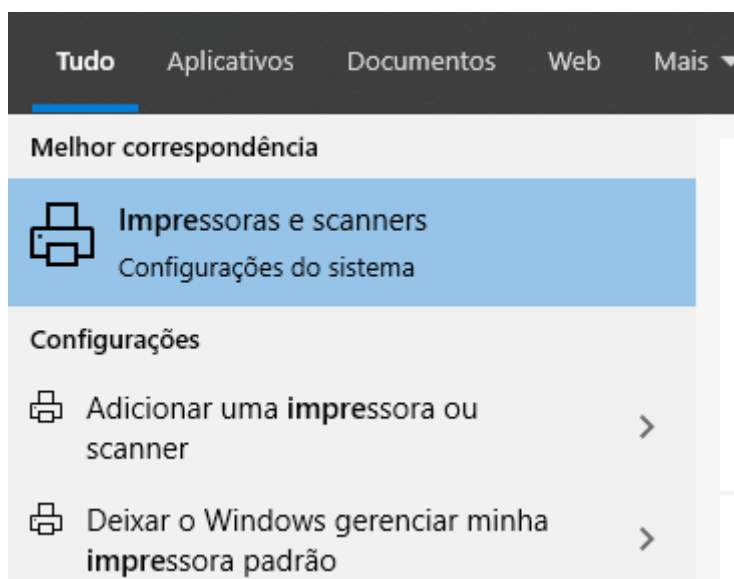 Tudo Aplicativos Documentos Web Mais
Melhor correspondência
Impressoras e scanners
Configurações do sistema
Configurações
Adicionar uma impressora ou
scanner
Deixar o Windows gerenciar minha
impressora padrão